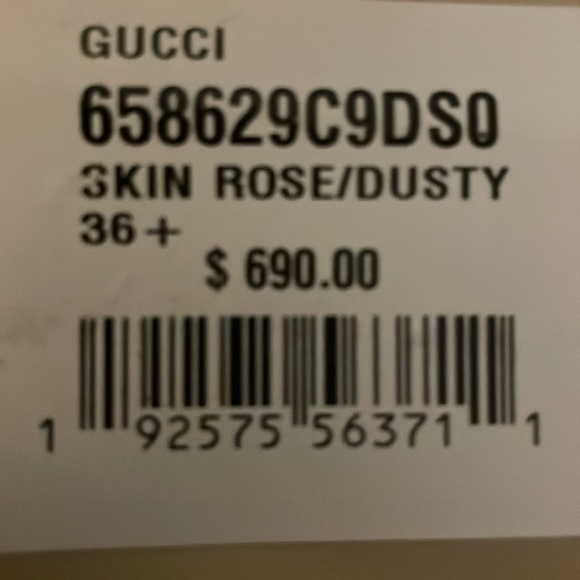 GUCCI
658629C9DS0
SKIN ROSE/DUSTY
36+
$ 690.00
1 92575 56371 1